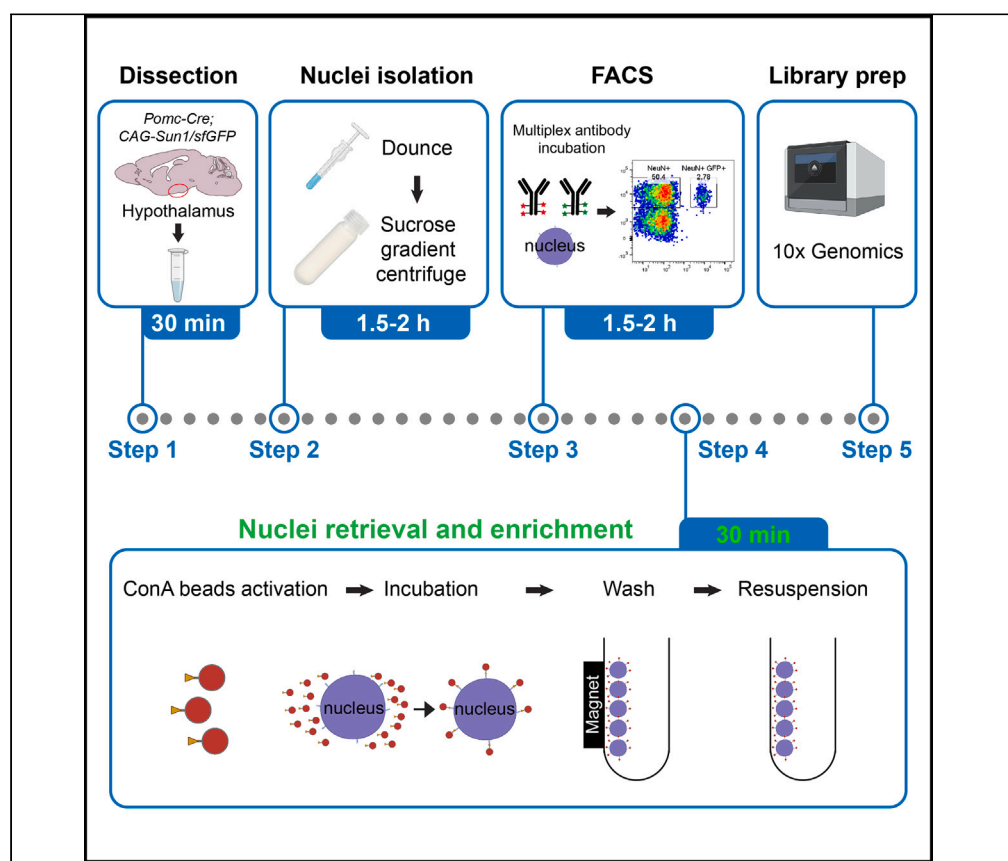 Dissection
Nuclei isolation
FACS
Library prep
Pomc-Cre;
CAG-Sun1/sfGFP
Hypothalamus
30 min
Dounce
Sucrose
gradient
centrifuge
1.5-2 h
Multiplex antibody
incubation
nucleus
NeuN+
50.4
NeuN+ GFP+
2.78
1.5-2 h
10x Genomics
Step 1
Step 2
Step 3
Step 4
Step 5
Nuclei retrieval and enrichment
30 min
ConA beads activation
Incubation
Wash
Resuspension
nucleus
nucleus
Magnet